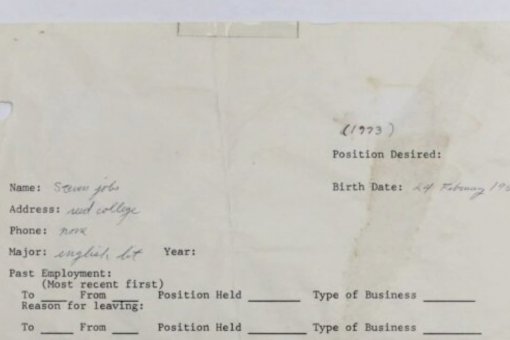 (1973)
Position Desired:
Name: Steven jobs Birth Date: 24 February 19
Address: reed college
Phone: none
Major: english lit Year:
Past Employment:
(Most recent first)
To ____ From ____ Position Held ________ Type of Business ________
Reason for leaving:
To ____ From ____ Position Held ________ Type of Business ________